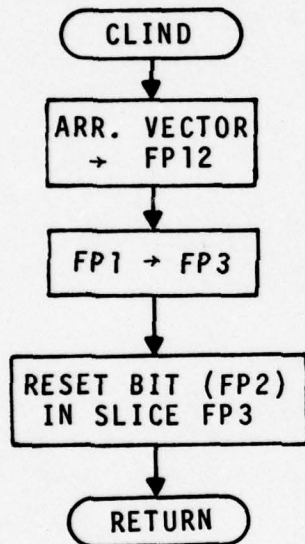 CLIND
ARR. VECTOR
→ FP12
FP1 → FP3
RESET BIT (FP2)
IN SLICE FP3
RETURN